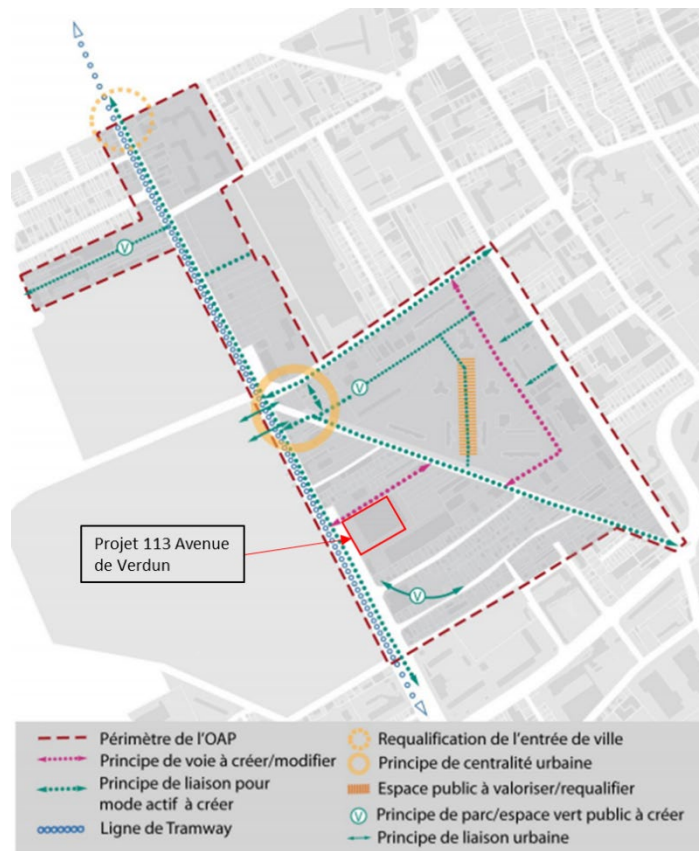 V
V
Projet 113 Avenue
de Verdun
V
Périmètre de l'OAP
Principe de voie à créer/modifier
Principe de liaison pour
mode actif à créer
Ligne de Tramway
Requalification de l'entrée de ville
Principe de centralité urbaine
Espace public à valoriser/requalifier
V Principe de parc/espace vert public à créer
Principe de liaison urbaine